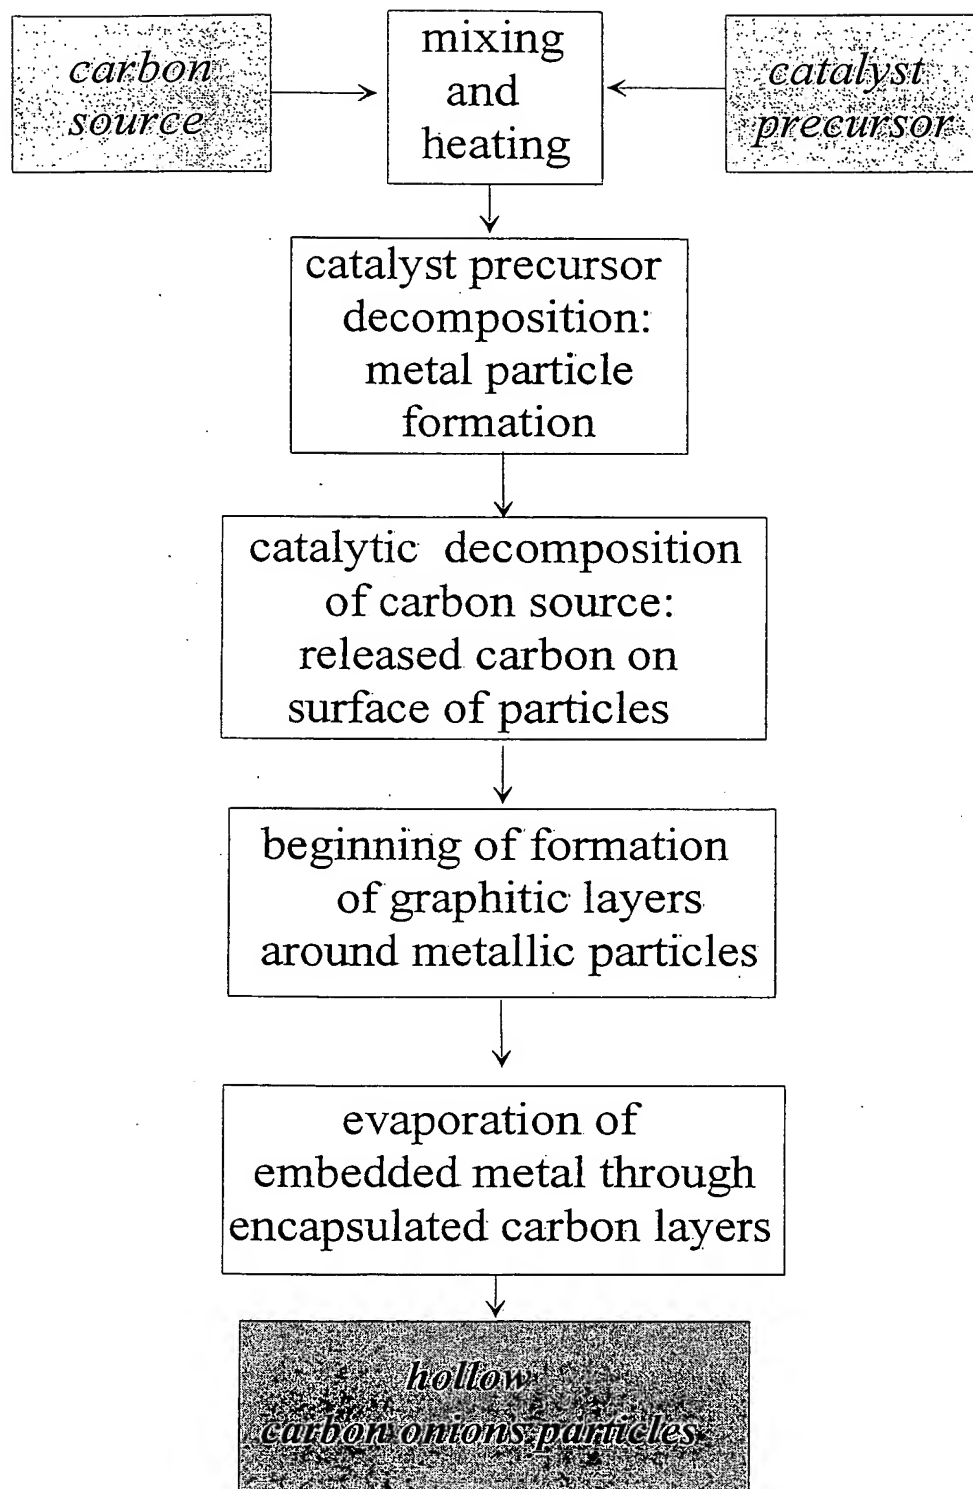 carbon
source
mixing
and
heating
catalyst
precursor
catalyst precursor
decomposition:
metal particle
formation
catalytic decomposition
of carbon source:
released carbon on
surface of particles
beginning of formation
of graphitic layers
around metallic particles
evaporation of
embedded metal through
encapsulated carbon layers
hollow
carbon onions particles